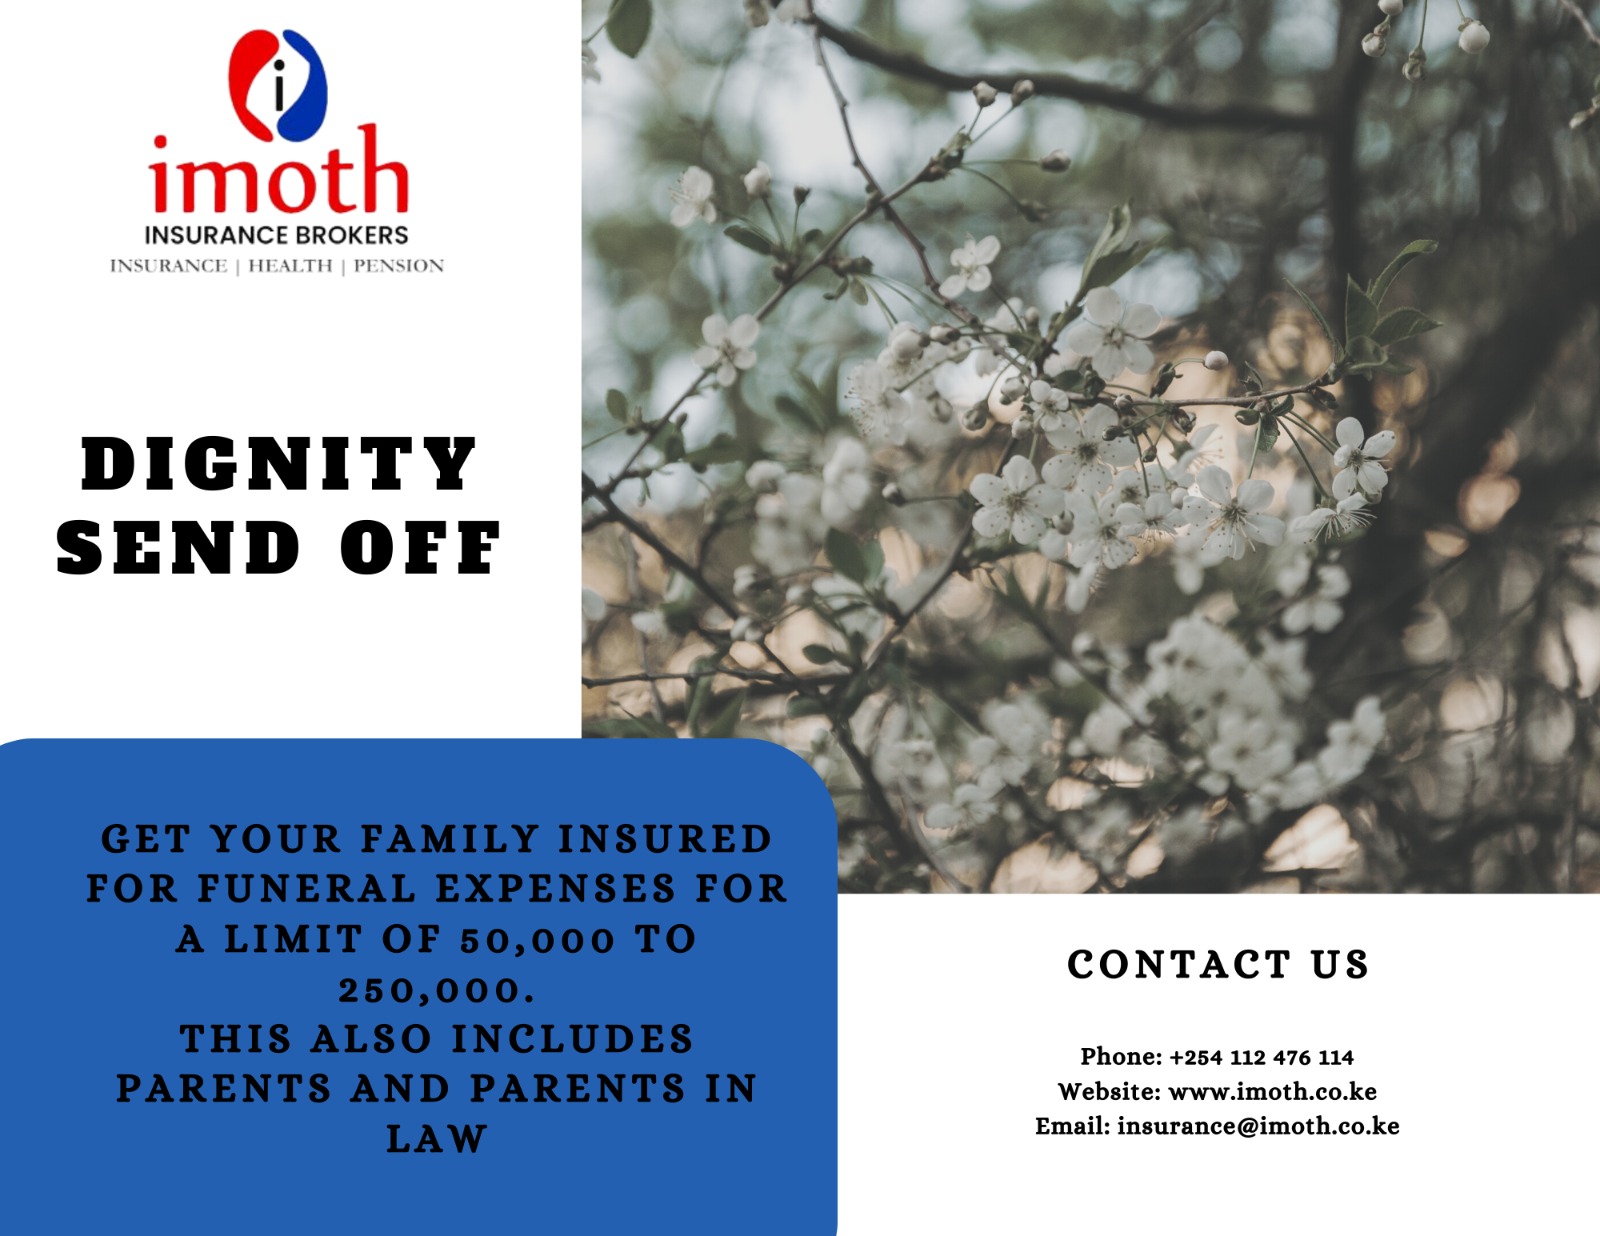 i
imoth
INSURANCE BROKERS
INSURANCE | HEALTH | PENSION
DIGNITY
SEND OFF
GET YOUR FAMILY INSURED
FOR FUNERAL EXPENSES FOR
A LIMIT OF 50,000 TO
250,000.
THIS ALSO INCLUDES
PARENTS AND PARENTS IN
LAW
CONTACT US
Phone: +254 112 476 114
Website: www.imoth.co.ke
Email: insurance@imoth.co.ke